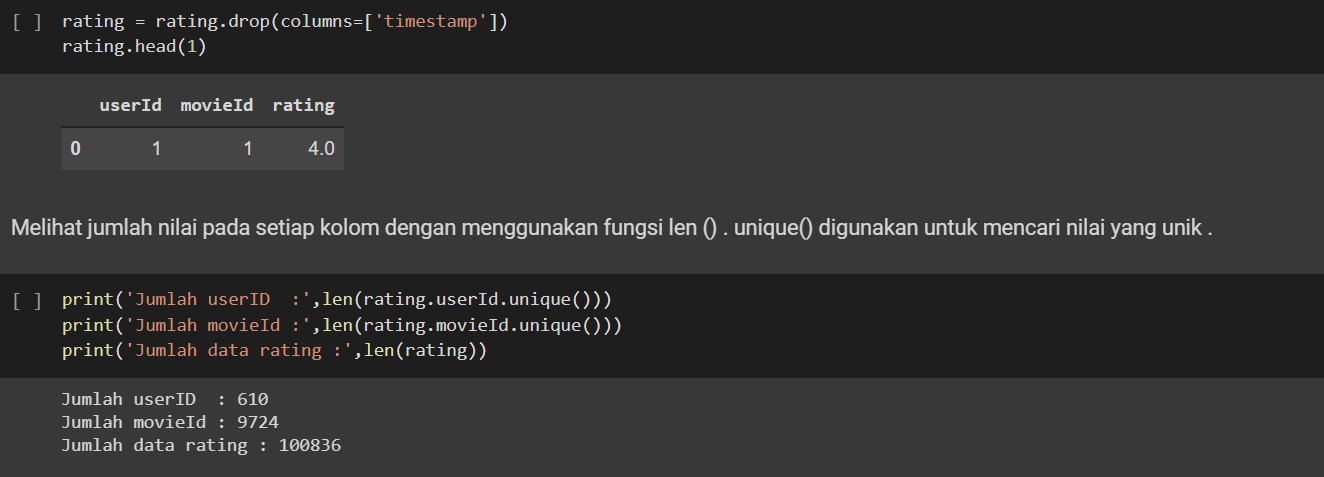 [ ] rating = rating.drop(columns=['timestamp'])
rating.head(1)
userId movieId rating
0 1 1 4.0
Melihat jumlah nilai pada setiap kolom dengan menggunakan fungsi len () . unique() digunakan untuk mencari nilai yang unik .
[ ] print('Jumlah userID  :',len(rating.userId.unique()))
print('Jumlah movieId :',len(rating.movieId.unique()))
print('Jumlah data rating :',len(rating))
Jumlah userID  : 610
Jumlah movieId : 9724
Jumlah data rating : 100836